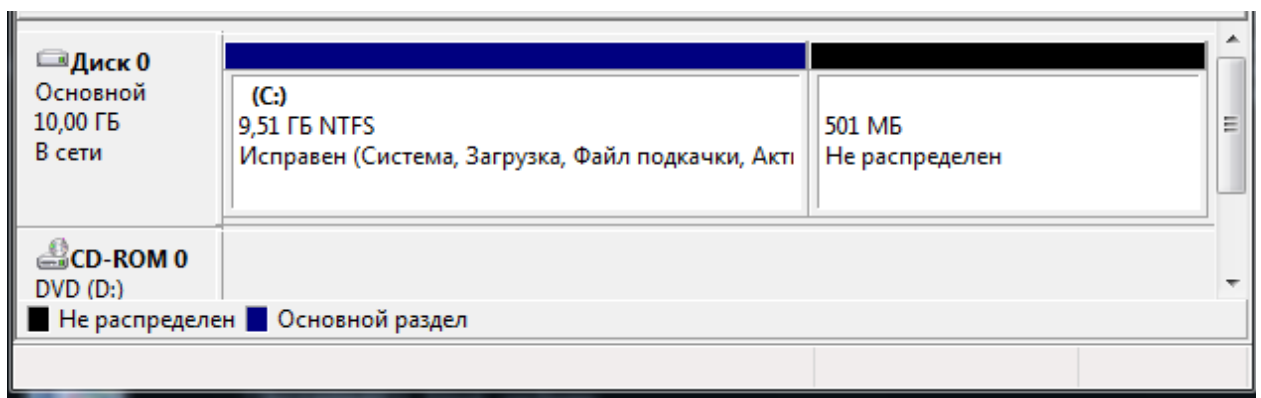 Диск 0
Основной
10,00 ГБ
В сети
(C:)
9,51 ГБ NTFS
Исправен (Система, Загрузка, Файл подкачки, Акти
501 МБ
Не распределен
CD-ROM 0
DVD (D:)
Не распределен Основной раздел